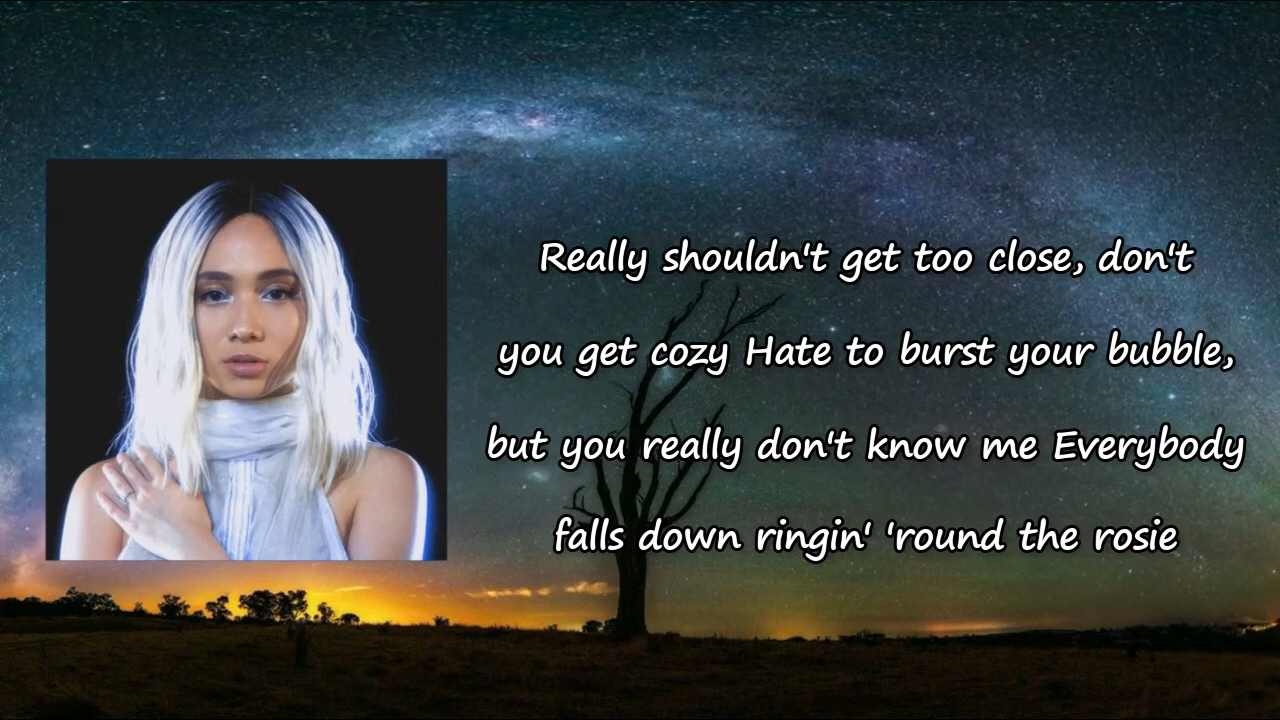 Really shouldn't get too close, don't
you get cozy Hate to burst your bubble,
but you really don't know me Everybody
falls down ringin' 'round the rosie